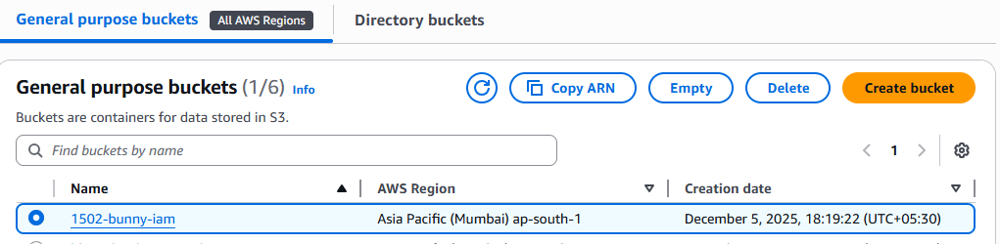 General purpose buckets All AWS Regions Directory buckets
General purpose buckets (1/6) Info Copy ARN Empty Delete Create bucket
Buckets are containers for data stored in S3.
Find buckets by name 1
Name AWS Region Creation date
1502-bunny-iam Asia Pacific (Mumbai) ap-south-1 December 5, 2025, 18:19:22 (UTC+05:30)